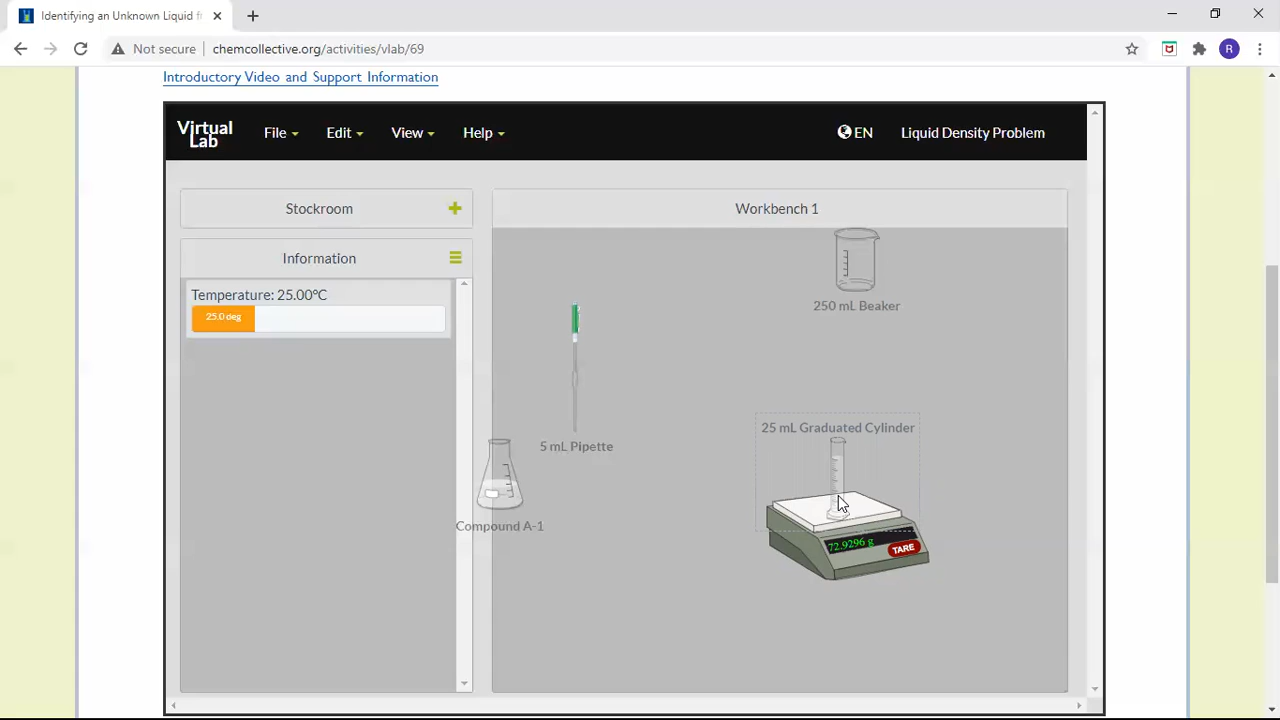 Identifying an Unknown Liquid f
Not secure
chemcollective.org/activities/vlab/69
R
Introductory Video and Support Information
Virtual Lab
File
Edit
View
Help
EN
Liquid Density Problem
Stockroom
Workbench 1
Information
Temperature: 25.00°C
25.0 deg
250 mL Beaker
5 mL Pipette
25 mL Graduated Cylinder
Compound A-1
72.9296 g
TARE